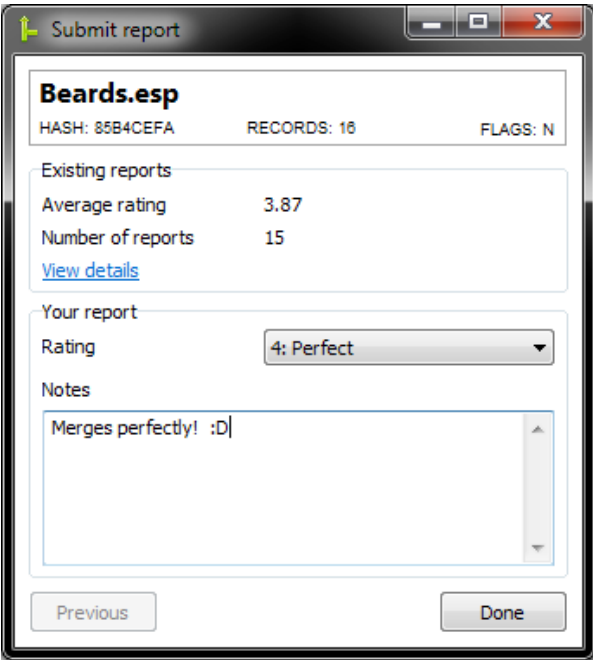 Submit report
Beards.esp
HASH: 85B4CEFA RECORDS: 16 FLAGS: N
Existing reports
Average rating 3.87
Number of reports 15
View details
Your report
Rating 4: Perfect
Notes
Merges perfectly!  :D
Previous Done